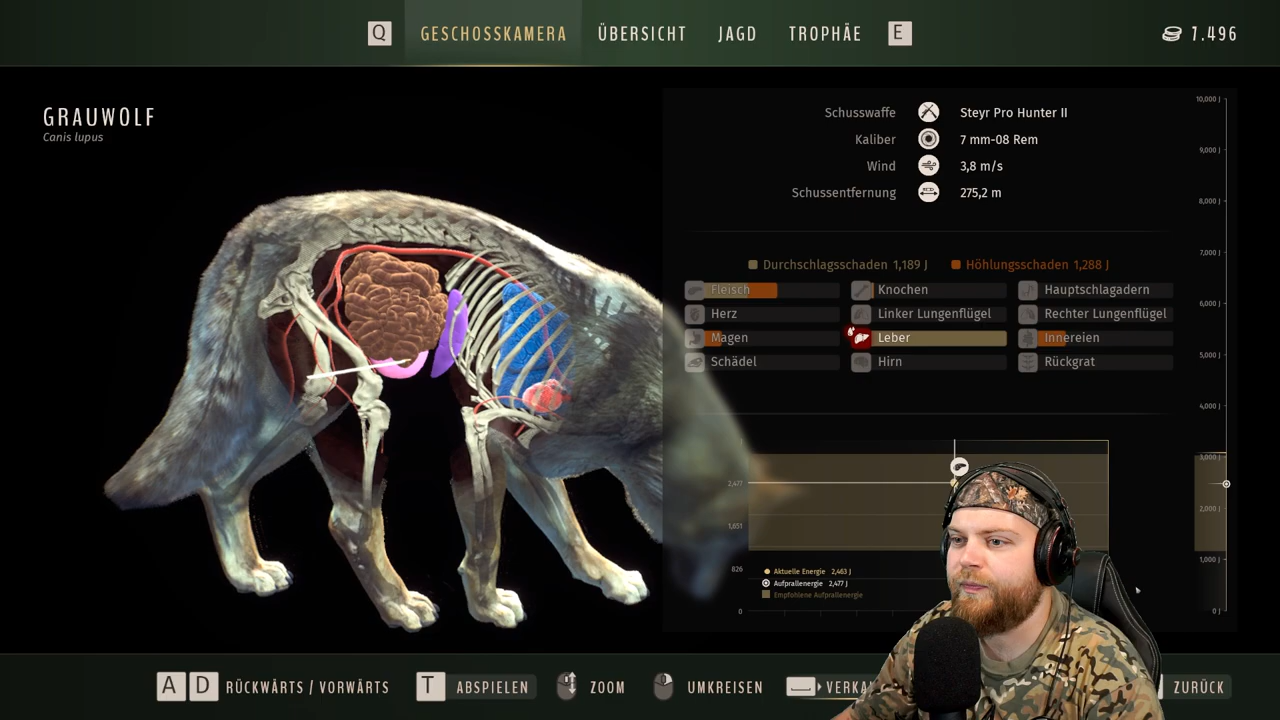 Q GESCHOSSKAMERA ÜBERSICHT JAGD TROPHÄE E 7.496
GRAUWOLF
Canis lupus
Schusswaffe Steyr Pro Hunter II
Kaliber 7 mm-08 Rem
Wind 3,8 m/s
Schussentfernung 275,2 m
Durchschlagsschaden 1,189 J Höhlungsschaden 1,288 J
Fleisch Knochen Hauptschlagadern
Herz Linker Lungenflügel Rechter Lungenflügel
Magen Leber Innereien
Schädel Hirn Rückgrat
10,000 J
9,000 J
8,000 J
7,000 J
6,000 J
5,000 J
4,000 J
3,000 J
2,000 J
1,000 J
0 J
2,477
1,651
826
0
Aktuelle Energie 2,463 J
Aufprallenergie 2,477 J
Empfohlene Aufprallenergie
A D RÜCKWÄRTS / VORWÄRTS T ABSPIELEN ZOOM UMKREISEN VERKA ZURÜCK